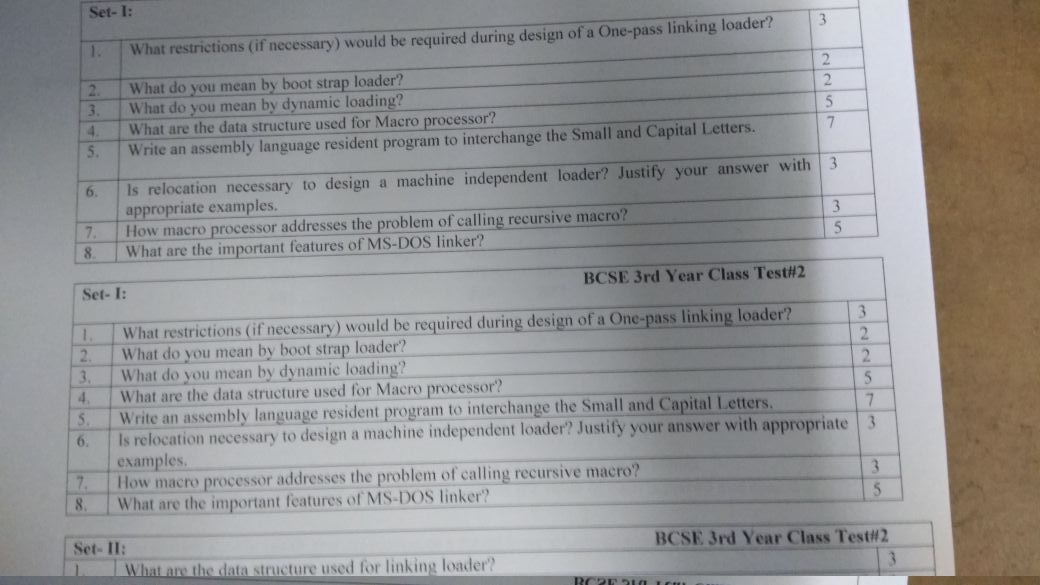 Set- I:
1. What restrictions (if necessary) would be required during design of a One-pass linking loader? 3
2. What do you mean by boot strap loader? 2
3. What do you mean by dynamic loading? 2
4. What are the data structure used for Macro processor? 5
5. Write an assembly language resident program to interchange the Small and Capital Letters. 7
6. Is relocation necessary to design a machine independent loader? Justify your answer with 3
appropriate examples.
7. How macro processor addresses the problem of calling recursive macro? 3
8. What are the important features of MS-DOS linker? 5
BCSE 3rd Year Class Test#2
Set- I:
1. What restrictions (if necessary) would be required during design of a One-pass linking loader? 3
2. What do you mean by boot strap loader? 2
3. What do you mean by dynamic loading? 2
4. What are the data structure used for Macro processor? 5
5. Write an assembly language resident program to interchange the Small and Capital Letters. 7
6. Is relocation necessary to design a machine independent loader? Justify your answer with appropriate 3
examples.
7. How macro processor addresses the problem of calling recursive macro? 3
8. What are the important features of MS-DOS linker? 5
BCSE 3rd Year Class Test#2
Set- II:
1. What are the data structure used for linking loader? 3